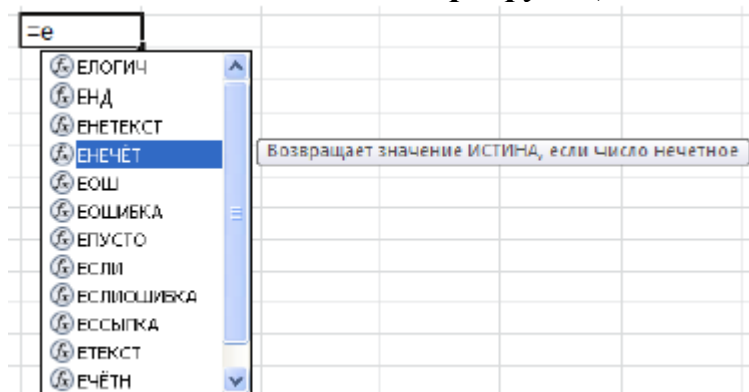 =е
ЕЛОГИЧ
ЕНД
ЕНЕТЕКСТ
ЕНЕЧЁТ
Возвращает значение ИСТИНА, если число нечетное
ЕОШ
ЕОШИБКА
ЕПУСТО
ЕСЛИ
ЕСЛИОШИБКА
ЕССЫЛКА
ЕТЕКСТ
ЕЧЁТН